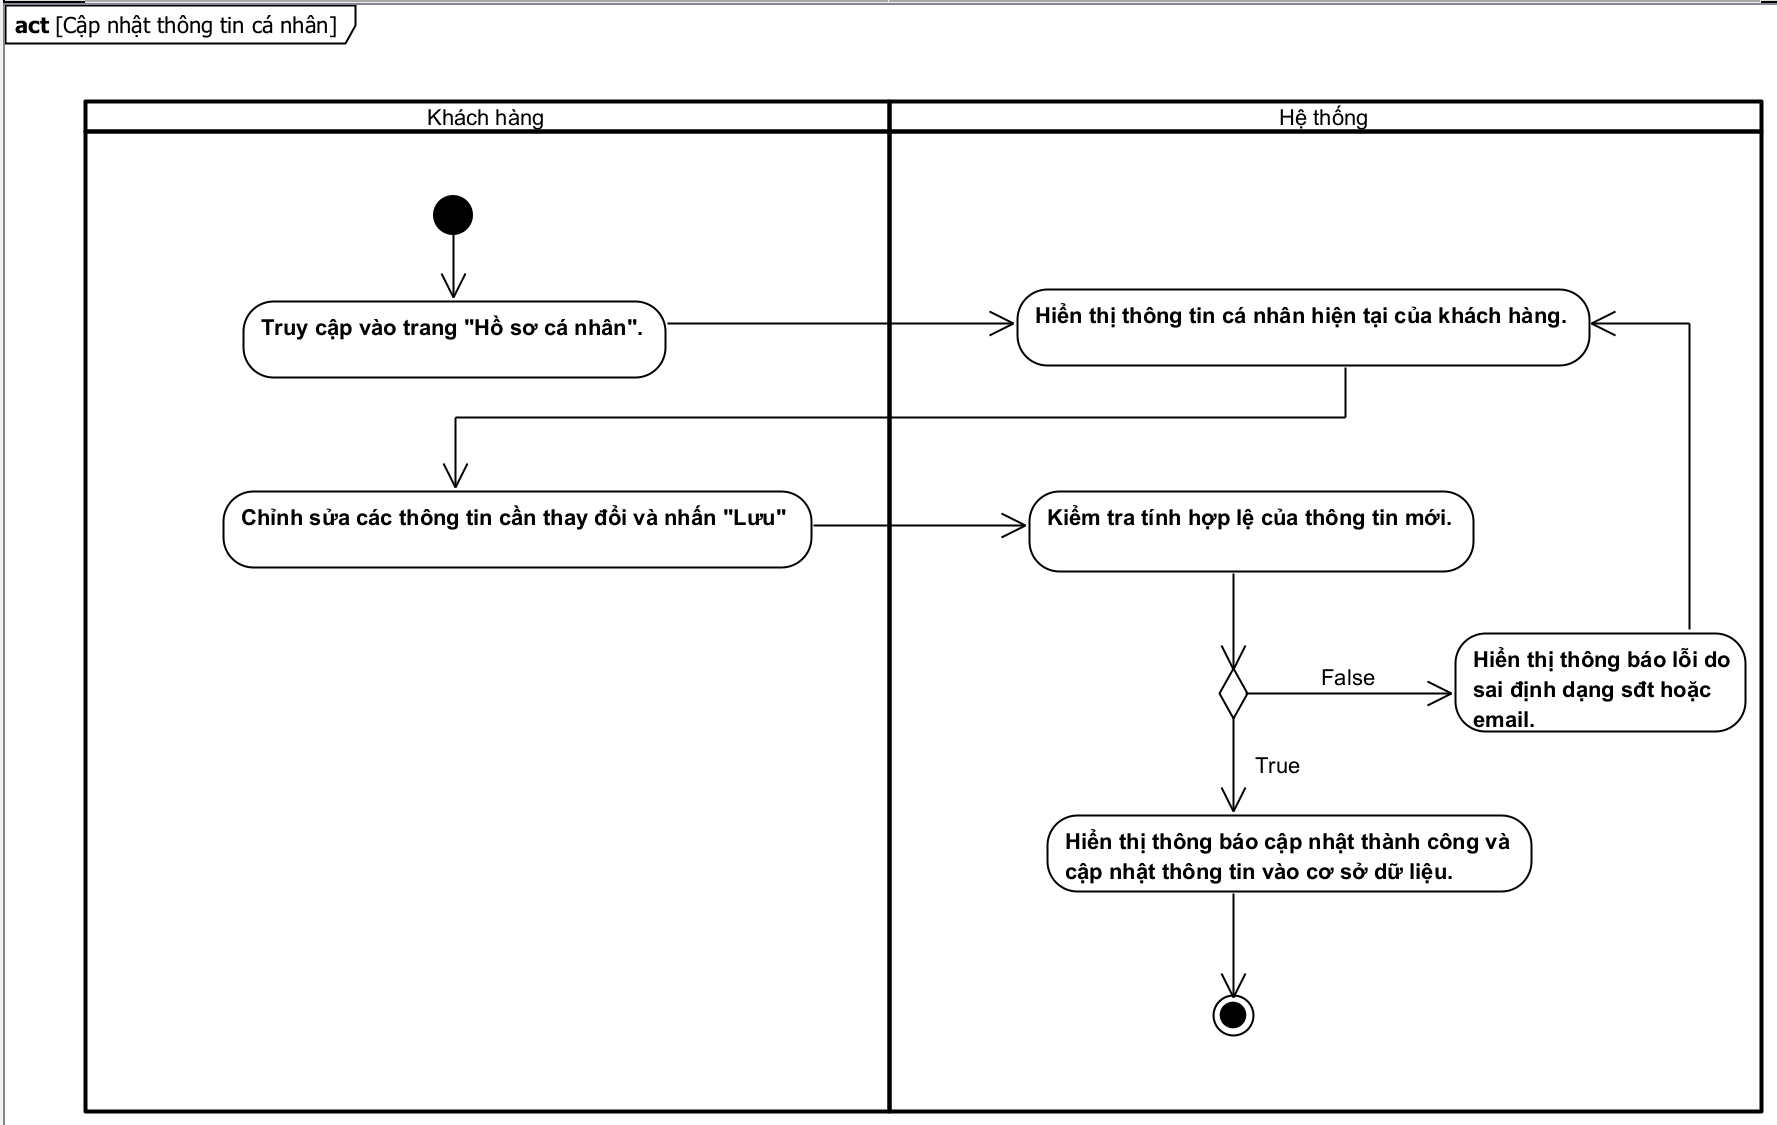 act [Cập nhật thông tin cá nhân]
Khách hàng
Hệ thống
Truy cập vào trang "Hồ sơ cá nhân".
Hiển thị thông tin cá nhân hiện tại của khách hàng.
Chỉnh sửa các thông tin cần thay đổi và nhấn "Lưu"
Kiểm tra tính hợp lệ của thông tin mới.
False
Hiển thị thông báo lỗi do
sai định dạng sđt hoặc
email.
True
Hiển thị thông báo cập nhật thành công và
cập nhật thông tin vào cơ sở dữ liệu.